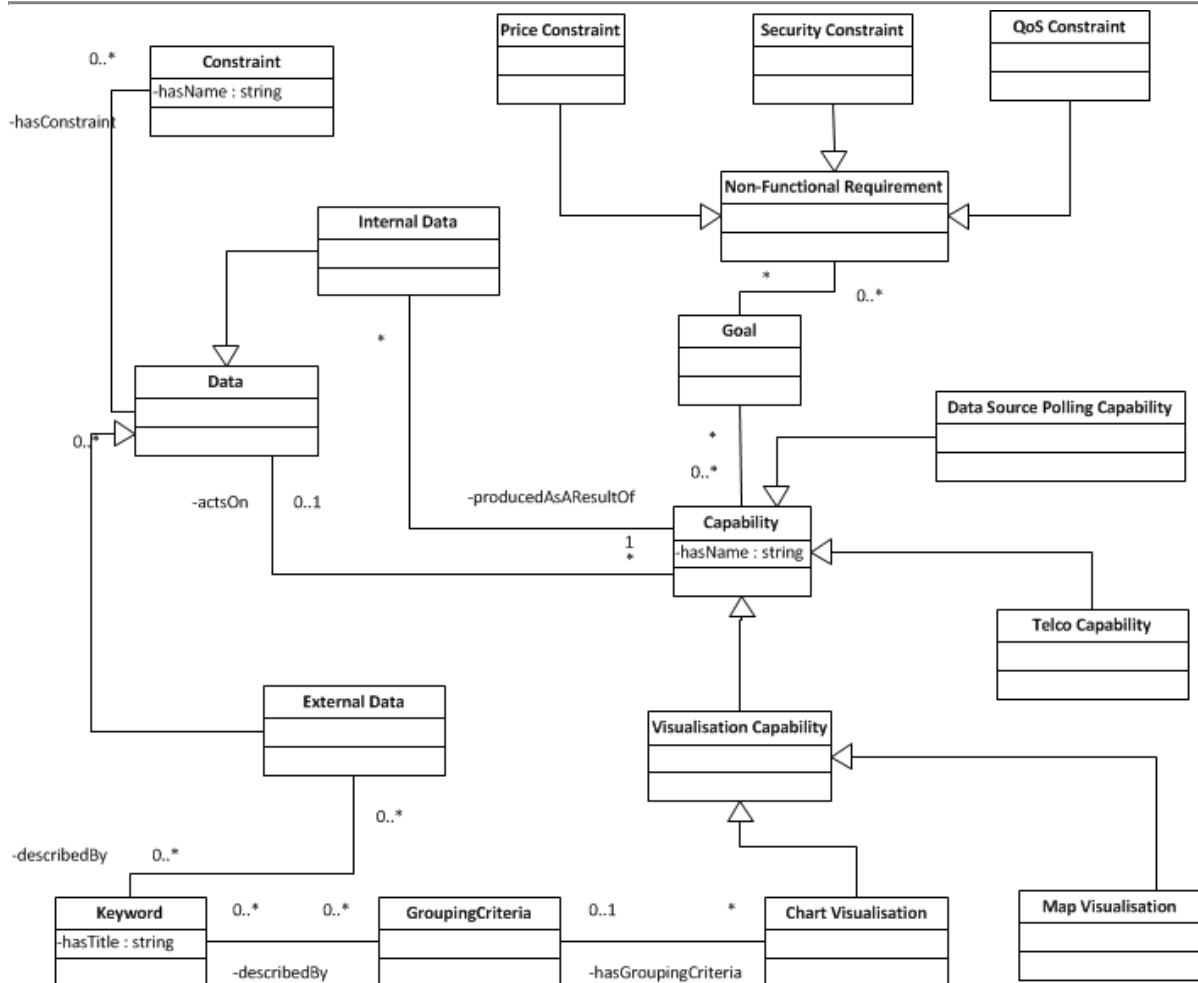 Price Constraint
Security Constraint
QoS Constraint
0..*
Constraint
-hasName : string
-hasConstraint
Non-Functional Requirement
Internal Data
*
0..*
*
Goal
Data
Data Source Polling Capability
0..*
*
0..*
-actsOn
0..1
-producedAsAResultOf
Capability
1
-hasName : string
*
Telco Capability
External Data
Visualisation Capability
0..*
-describedBy
0..*
Keyword
0..*
0..*
GroupingCriteria
0..1
*
Chart Visualisation
Map Visualisation
-hasTitle : string
-describedBy
-hasGroupingCriteria